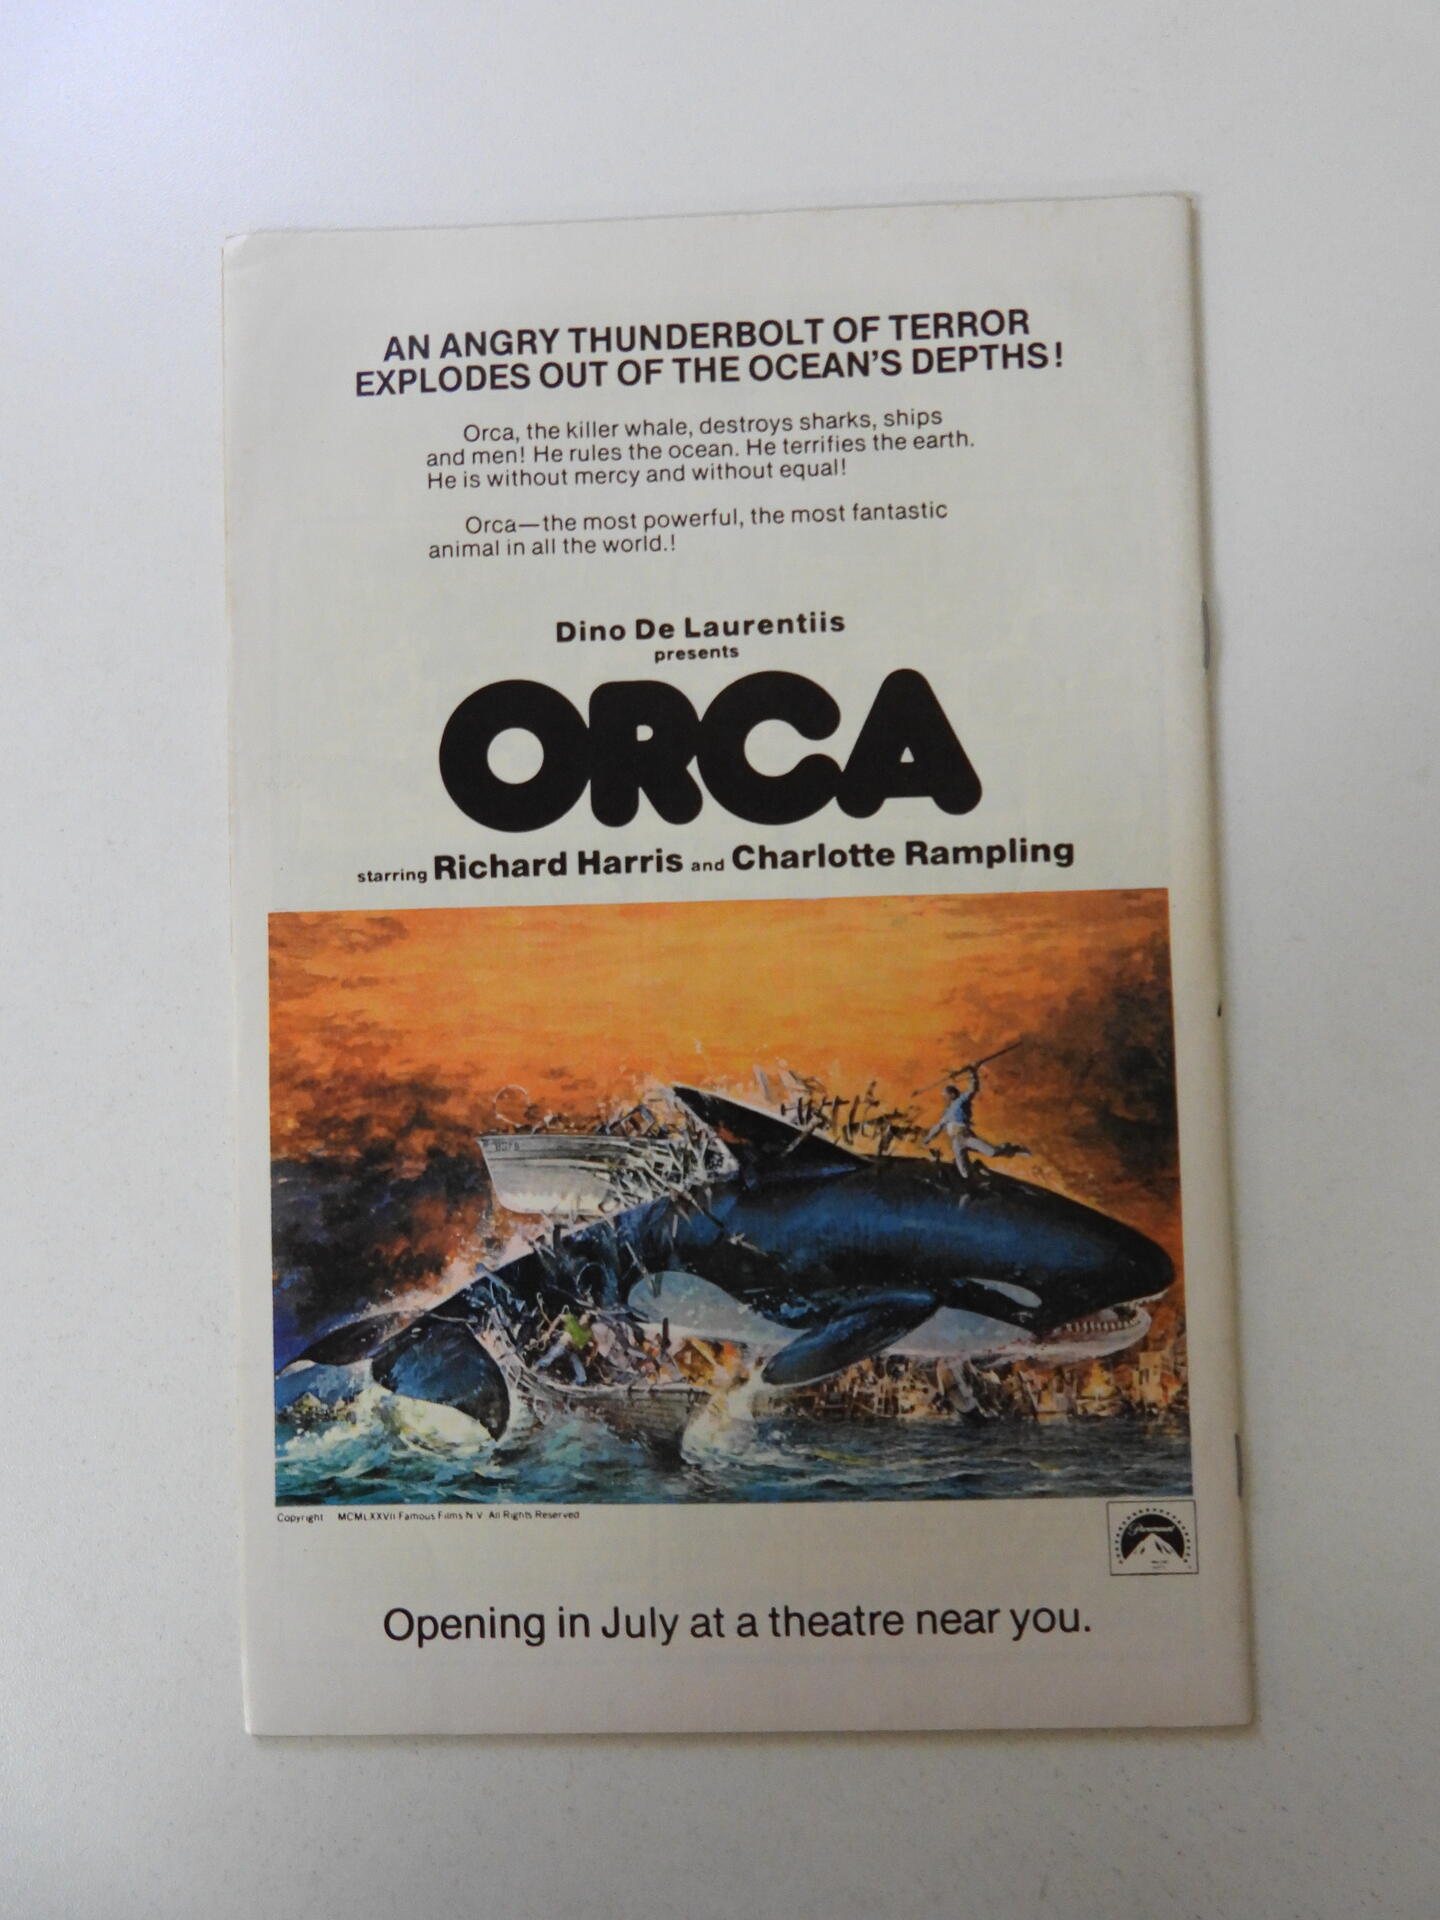 AN ANGRY THUNDERBOLT OF TERROR
EXPLODES OUT OF THE OCEAN'S DEPTHS!
Orca, the killer whale, destroys sharks, ships
and men! He rules the ocean. He terrifies the earth.
He is without mercy and without equal!
Orca—the most powerful, the most fantastic
animal in all the world.!
Dino De Laurentiis
presents
ORCA
starring Richard Harris and Charlotte Rampling
Copyright MCMLXXVII Famous Films N V All Rights Reserved
Paramount
Opening in July at a theatre near you.